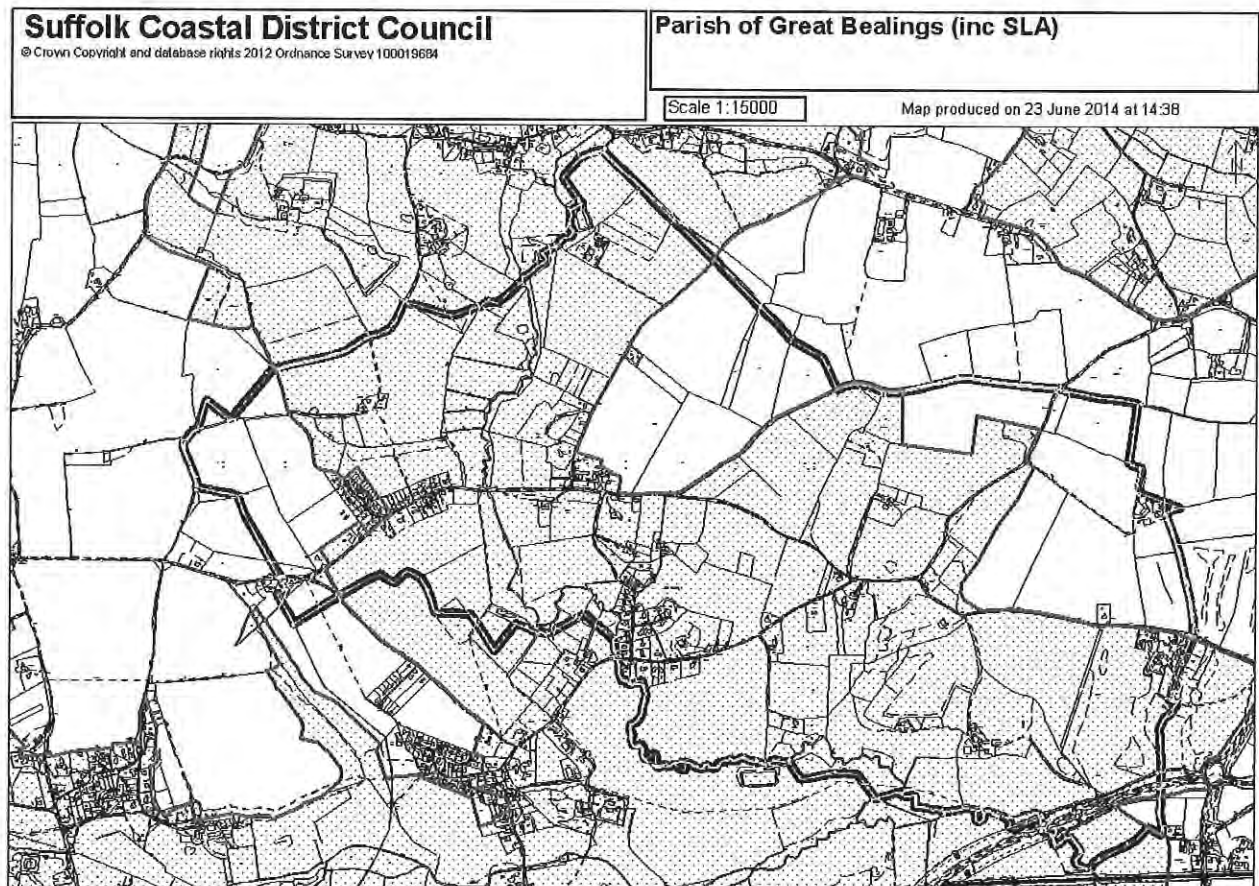 Suffolk Coastal District Council
© Crown Copyright and database rights 2012 Ordnance Survey 100019684
Parish of Great Bealings (inc SLA)
Scale 1:15000
Map produced on 23 June 2014 at 14:38